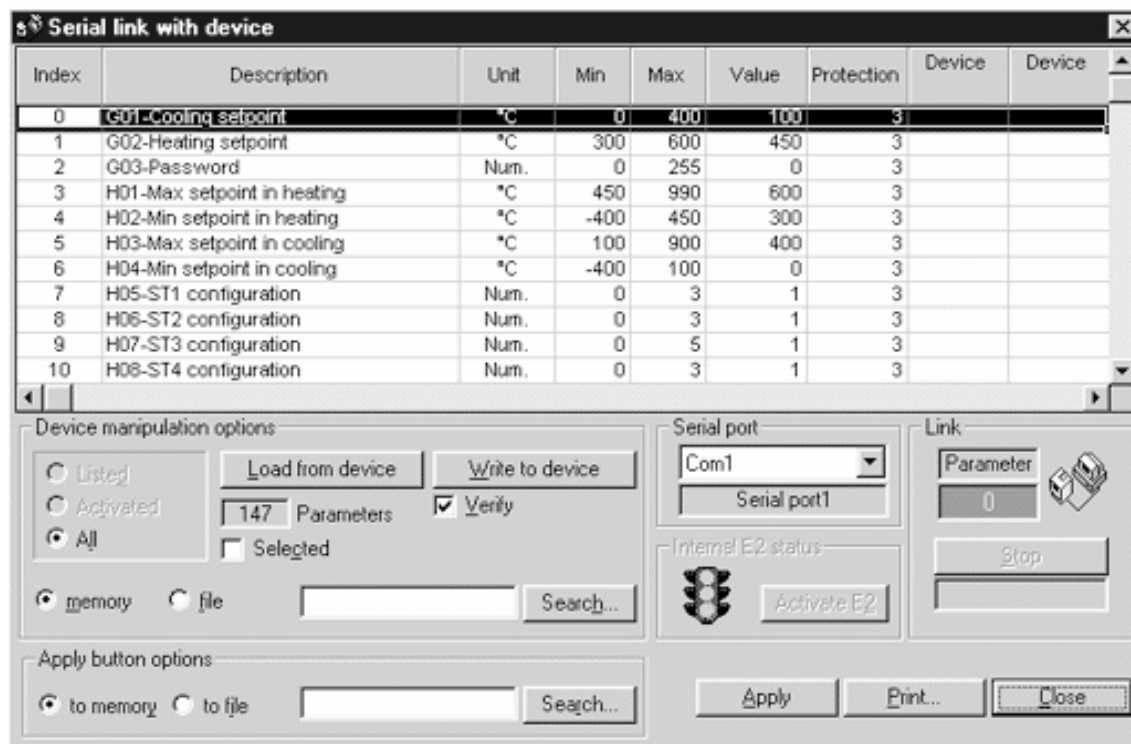 Serial link with device
Index Description Unit Min Max Value Protection Device Device
0 G01-Cooling setpoint °C 0 400 100 3
1 G02-Heating setpoint °C 300 600 450 3
2 G03-Password Num. 0 255 0 3
3 H01-Max setpoint in heating °C 450 990 600 3
4 H02-Min setpoint in heating °C -400 450 300 3
5 H03-Max setpoint in cooling °C 100 900 400 3
6 H04-Min setpoint in cooling °C -400 100 0 3
7 H05-ST1 configuration Num. 0 3 1 3
8 H06-ST2 configuration Num. 0 3 1 3
9 H07-ST3 configuration Num. 0 5 1 3
10 H08-ST4 configuration Num. 0 3 1 3
Device manipulation options
Listed
Activated
All
Load from device
Write to device
147 Parameters
Verify
Selected
memory
file
Search...
Serial port
Com1
Serial port1
Internal E2 status
Activate E2
Link
Parameter
0
Stop
Apply button options
to memory
to file
Search...
Apply
Print...
Close